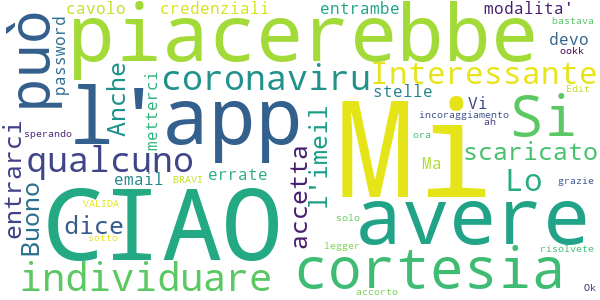 cavolo credenziali entrambe modalita' bastava
può password piacerebbe devo
ookk
Anche metterci coronaviru Interessante
stelle Vi Edit
l'app Mi Si
incoraggiamento
sperando l'imeil ah
entrarci qualcuno accetta ora scaricato
Ma
email errate Lo grazie
Buono CIAO BRAVI
VALIDA
dice solo avere
sotto
legger risolvete
individuare cortesia
accorto Ok